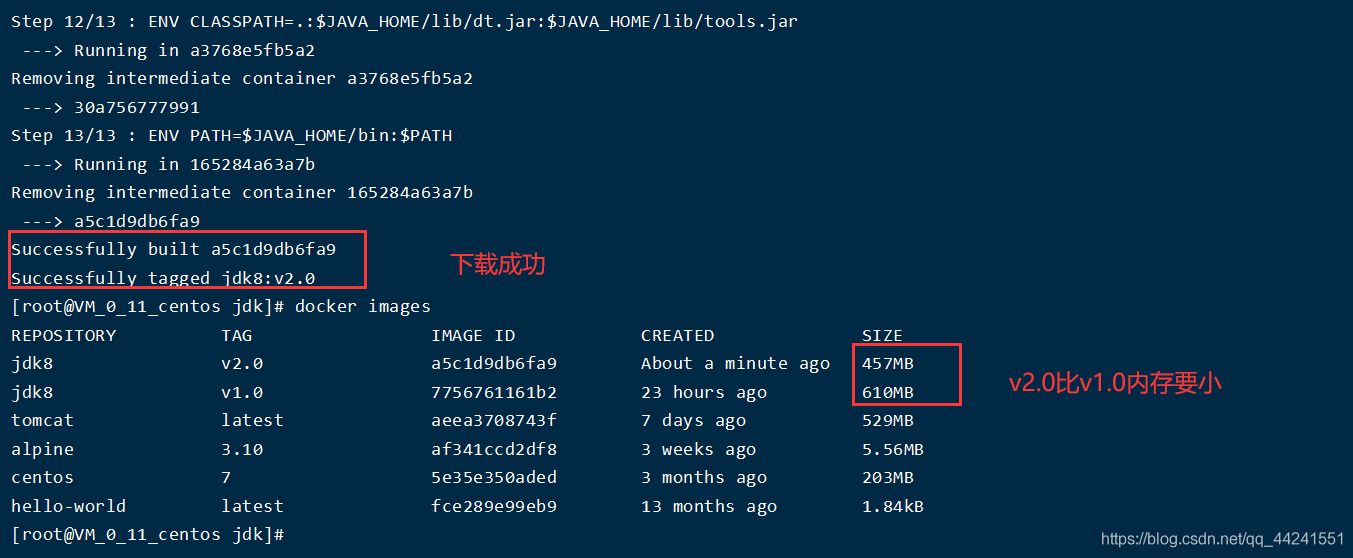 Step 12/13 : ENV CLASSPATH=.:$JAVA_HOME/lib/dt.jar:$JAVA_HOME/lib/tools.jar
---> Running in a3768e5fb5a2
Removing intermediate container a3768e5fb5a2
---> 30a756777991
Step 13/13 : ENV PATH=$JAVA_HOME/bin:$PATH
---> Running in 165284a63a7b
Removing intermediate container 165284a63a7b
---> a5c1d9db6fa9
Successfully built a5c1d9db6fa9
下载成功
Successfully tagged jdk8:v2.0
[root@VM_0_11_centos jdk]# docker images
REPOSITORY TAG IMAGE ID CREATED SIZE
jdk8 v2.0 a5c1d9db6fa9 About a minute ago 457MB
v2.0比v1.0内存要小
jdk8 v1.0 7756761161b2 23 hours ago 610MB
tomcat latest aeea3708743f 7 days ago 529MB
alpine 3.10 af341ccd2df8 3 weeks ago 5.56MB
centos 7 5e35e350aded 3 months ago 203MB
hello-world latest fce289e99eb9 13 months ago 1.84kB
[root@VM_0_11_centos jdk]#
https://blog.csdn.net/qq_44241551